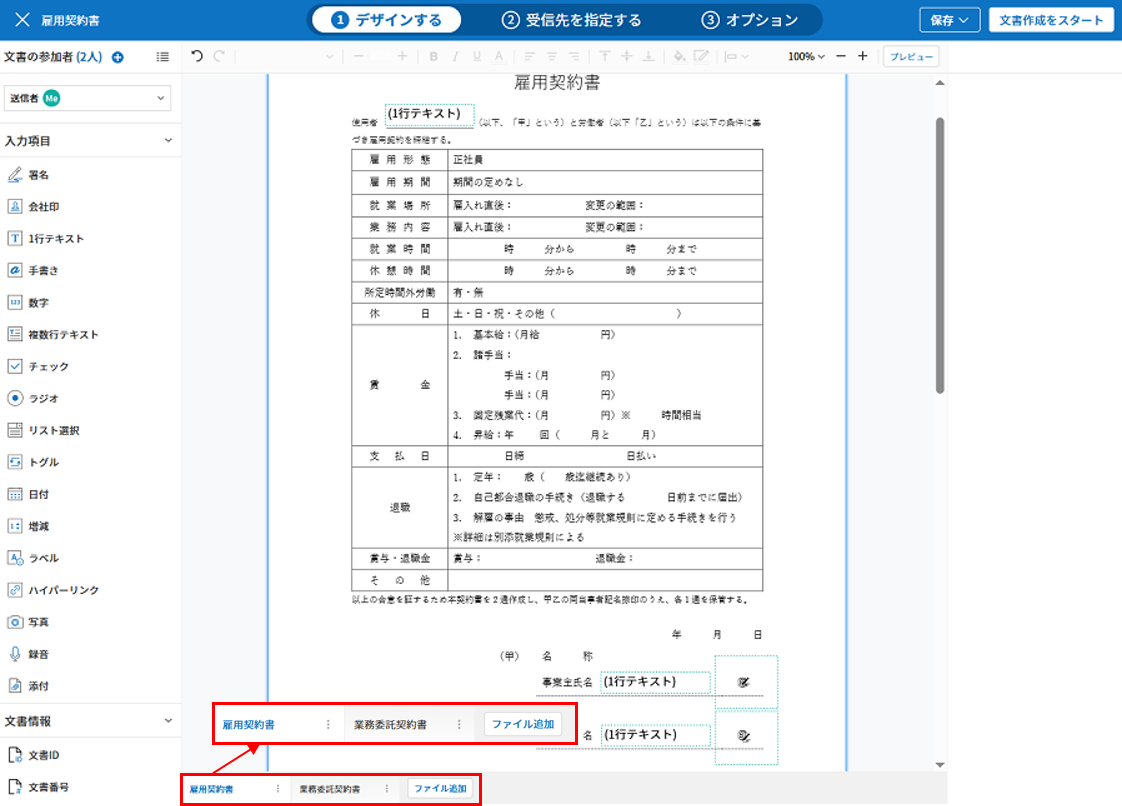 雇用契約書
1 デザインする
2 受信先を指定する
3 オプション
保存
文書作成をスタート
文書の参加者 (2人)
B I U A
100%
プレビュー
送信者 Me
入力項目
署名
会社印
1行テキスト
手書き
数字
複数行テキスト
チェック
ラジオ
リスト選択
トグル
日付
増減
ラベル
ハイパーリンク
写真
録音
添付
文書情報
文書ID
文書番号
雇用契約書
使用者 (1行テキスト) (以下、「甲」という)と労働者(以下「乙」という)は以下の条件に基
づき雇用契約を締結する。
雇用形態 正社員
雇用期間 期間の定めなし
就業場所 雇入れ直後: 変更の範囲:
業務内容 雇入れ直後: 変更の範囲:
就業時間 時 分から 時 分まで
休憩時間 時 分から 時 分まで
所定時間外労働 有・無
休日 土・日・祝・その他( )
賃金
1. 基本給:(月給 円)
2. 諸手当:
手当:(月 円)
手当:(月 円)
3. 固定残業代:(月 円)※ 時間相当
4. 昇給:年 回( 月と 月)
支払日 日締 日払い
退職
1. 定年: 歳( 歳迄継続あり)
2. 自己都合退職の手続き(退職する 日前までに届出)
3. 解雇の事由 懲戒、処分等就業規則に定める手続きを行う
※詳細は別添就業規則による
賞与・退職金 賞与: 退職金:
その他
以上の合意を証するため本契約書を2通作成し、甲乙の両当事者記名捺印のうえ、各1通を保管する。
年 月 日
(甲) 名 称
事業主氏名 (1行テキスト)
名 (1行テキスト)
雇用契約書 業務委託契約書 ファイル追加
雇用契約書 業務委託契約書 ファイル追加